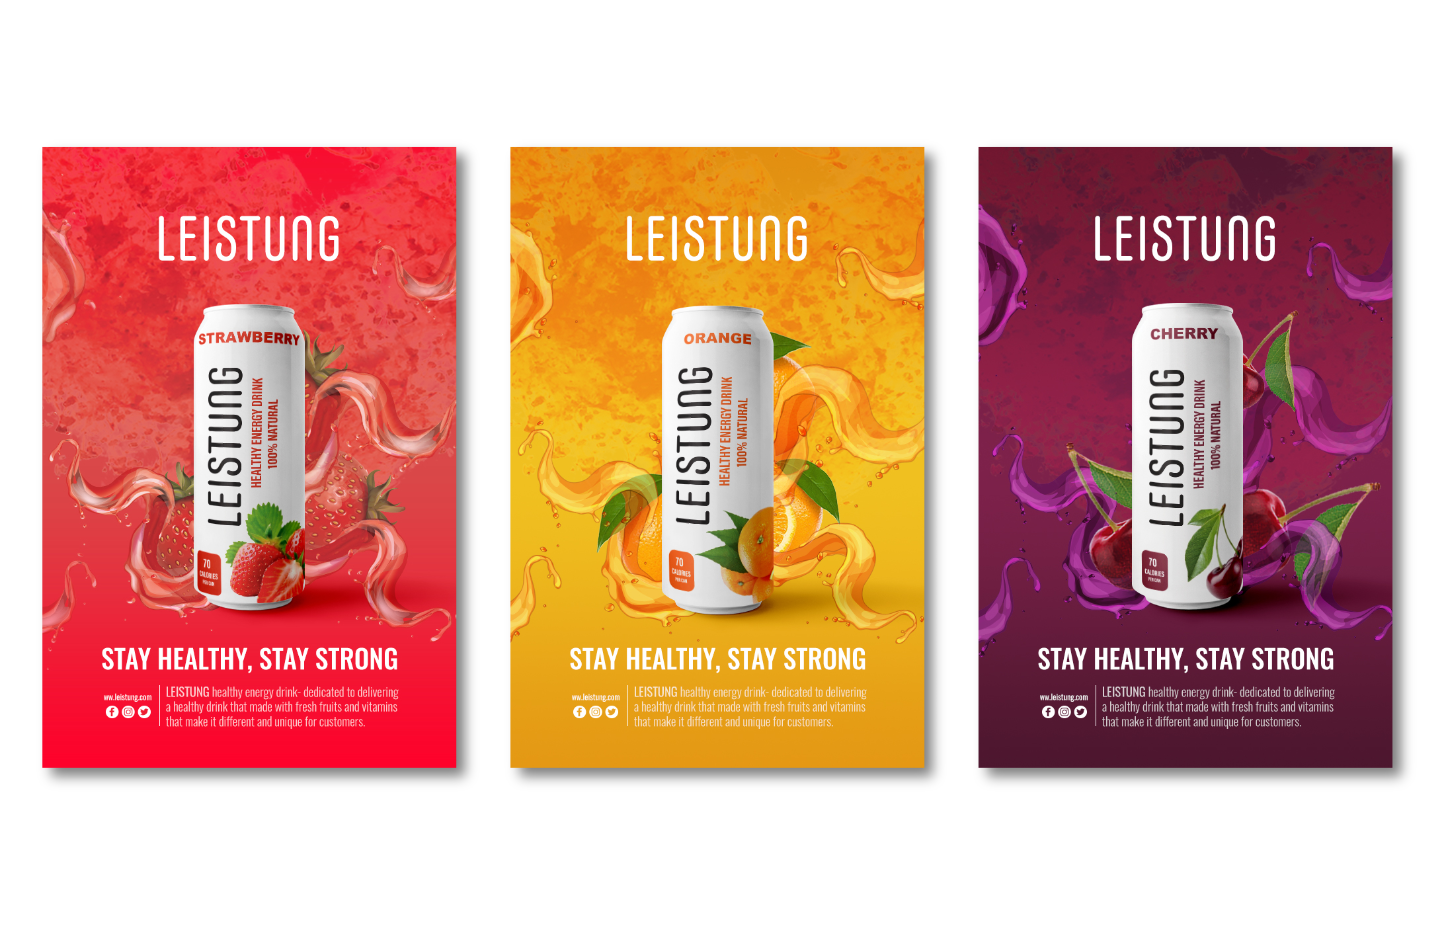 LEISTUNG
STRAWBERRY
LEISTUNG
HEALTHY ENERGY DRINK
100% NATURAL
70
CALORIES
PER CAN
STAY HEALTHY, STAY STRONG
ww.leistung.com
LEISTUNG healthy energy drink- dedicated to delivering
a healthy drink that made with fresh fruits and vitamins
that make it different and unique for customers.
LEISTUNG
ORANGE
LEISTUNG
HEALTHY ENERGY DRINK
100% NATURAL
70
CALORIES
PER CAN
STAY HEALTHY, STAY STRONG
ww.leistung.com
LEISTUNG healthy energy drink- dedicated to delivering
a healthy drink that made with fresh fruits and vitamins
that make it different and unique for customers.
LEISTUNG
CHERRY
LEISTUNG
HEALTHY ENERGY DRINK
100% NATURAL
70
CALORIES
PER CAN
STAY HEALTHY, STAY STRONG
ww.leistung.com
LEISTUNG healthy energy drink- dedicated to delivering
a healthy drink that made with fresh fruits and vitamins
that make it different and unique for customers.